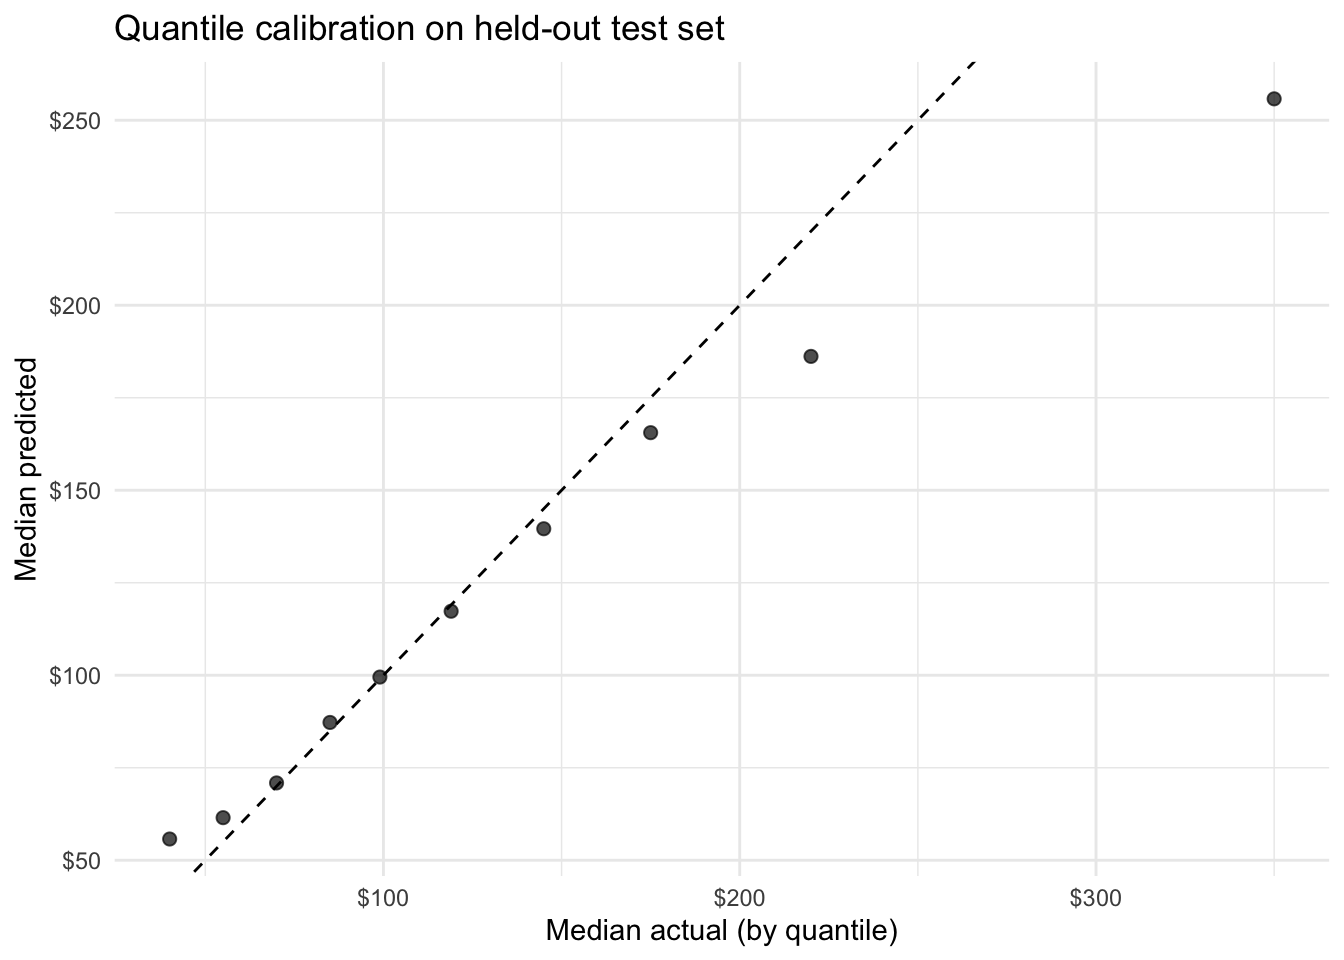 Quantile calibration on held-out test set
Median predicted
$250
$200
$150
$100
$50
$100
$200
$300
Median actual (by quantile)